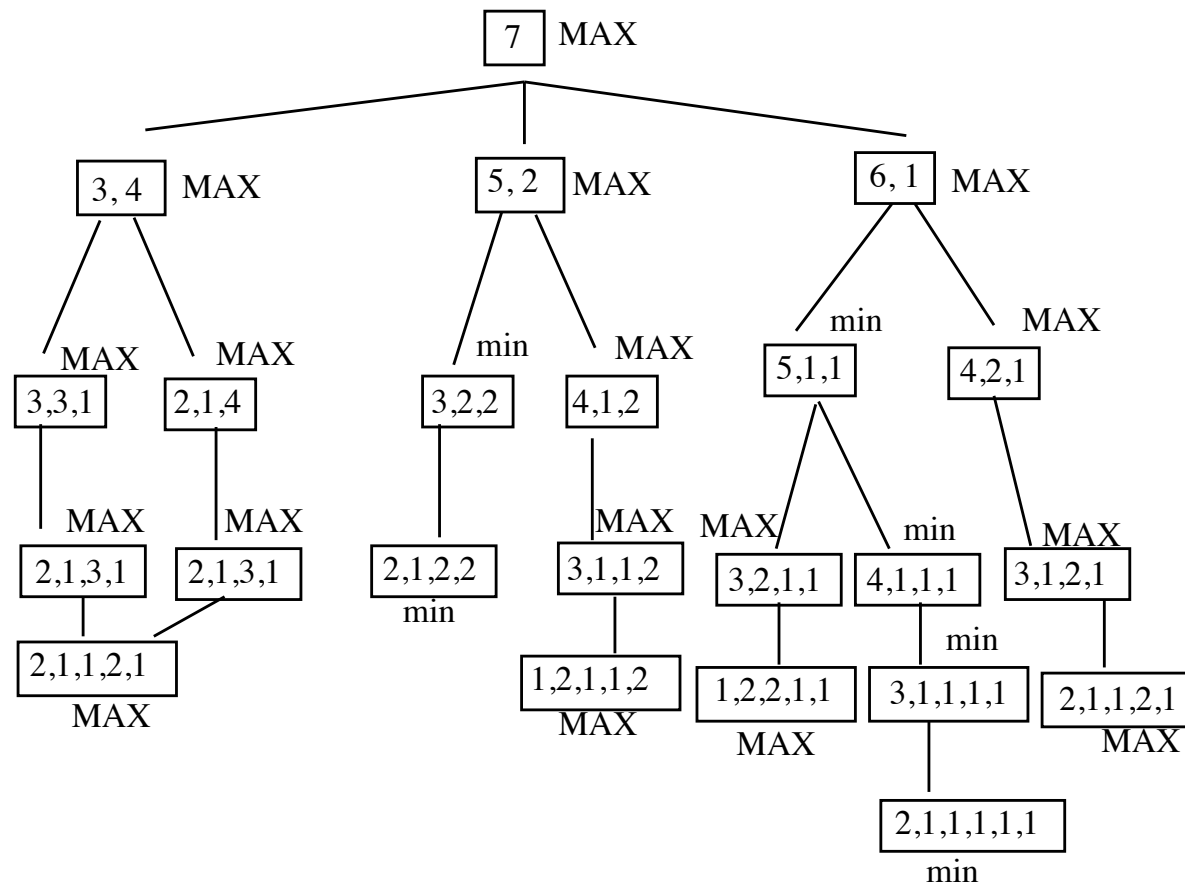 7 MAX
3, 4 MAX 5, 2 MAX 6, 1 MAX
min MAX
MAX MAX min MAX
5,1,1 4,2,1
3,3,1 2,1,4 3,2,2 4,1,2
MAX MAX MAX MAX min MAX
2,1,3,1 2,1,3,1 2,1,2,2 3,1,1,2 3,2,1,1 4,1,1,1 3,1,2,1
min
min
2,1,1,2,1 1,2,1,1,2 1,2,2,1,1 3,1,1,1,1 2,1,1,2,1
MAX MAX MAX MAX
2,1,1,1,1,1
min